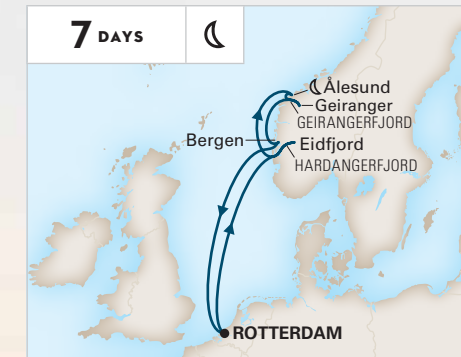 7 DAYS
Ålesund
Geiranger
GEIRANGERFJORD
Bergen
Eidfjord
HARDANGERFJORD
ROTTERDAM